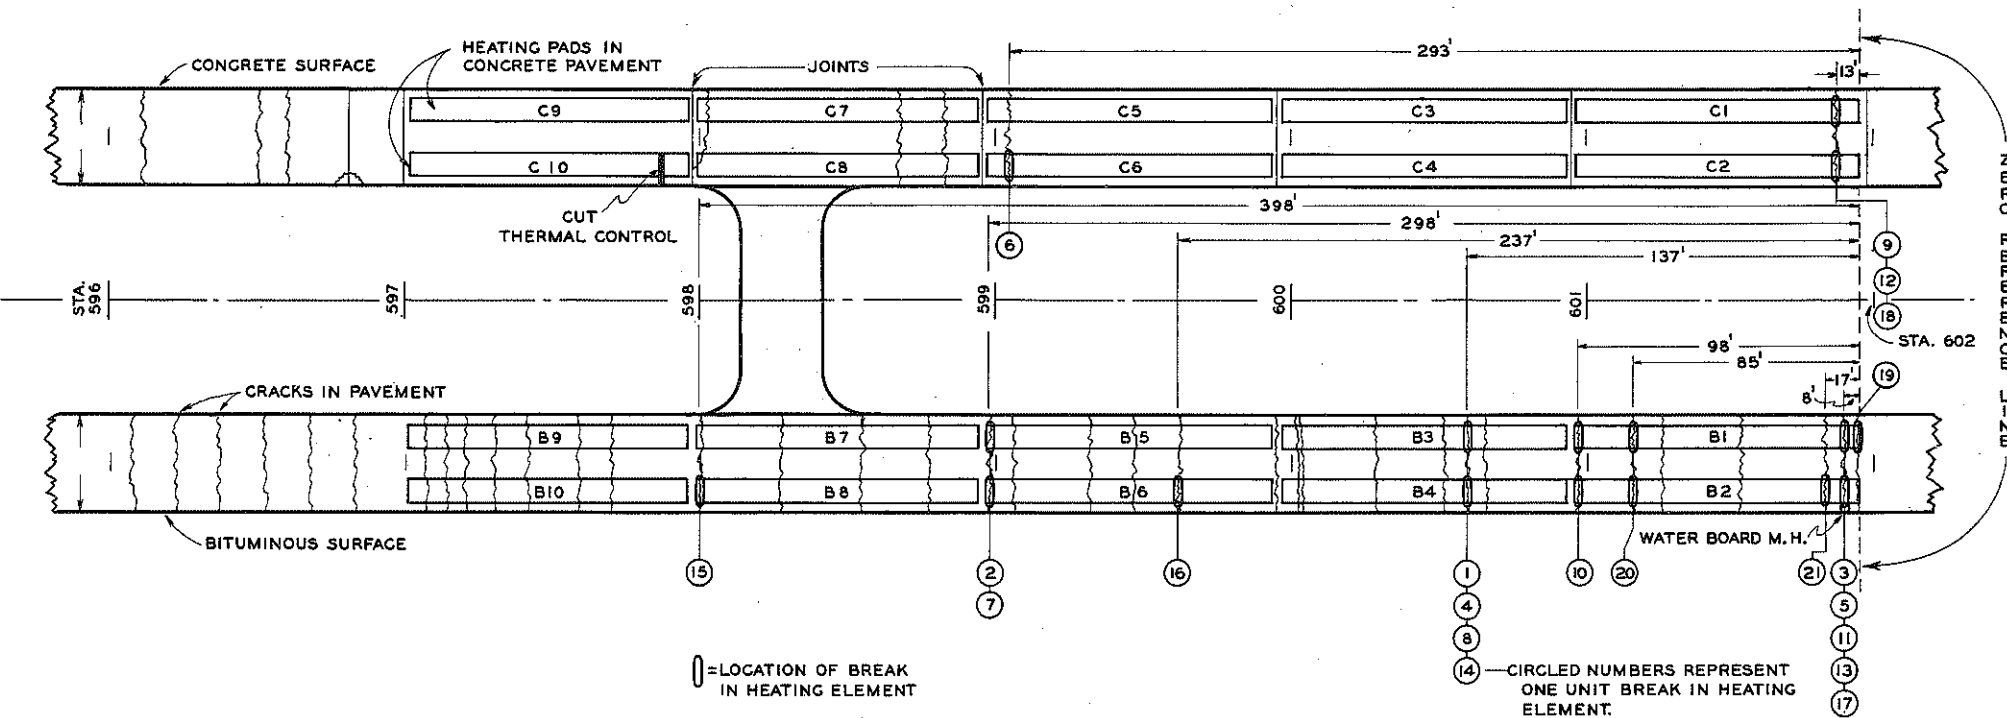 293'
13'
HEATING PADS IN
CONCRETE PAVEMENT
CONCRETE SURFACE
JOINTS
C9
C7
C5
C3
C1
C10
C8
C6
C4
C2
CUT
THERMAL CONTROL
398'
298'
237'
137'
6
9
12
18
STA.
596
597
598
599
600
601
STA. 602
98'
85'
17'
8'
19
ZERO REFERENCE LINE
CRACKS IN PAVEMENT
B9
B7
B5
B3
B1
B10
B8
B6
B4
B2
BITUMINOUS SURFACE
WATER BOARD M.H.
15
2
7
16
1
4
8
14
10
20
21
3
5
11
13
17
=LOCATION OF BREAK
IN HEATING ELEMENT
CIRCLED NUMBERS REPRESENT
ONE UNIT BREAK IN HEATING
ELEMENT.